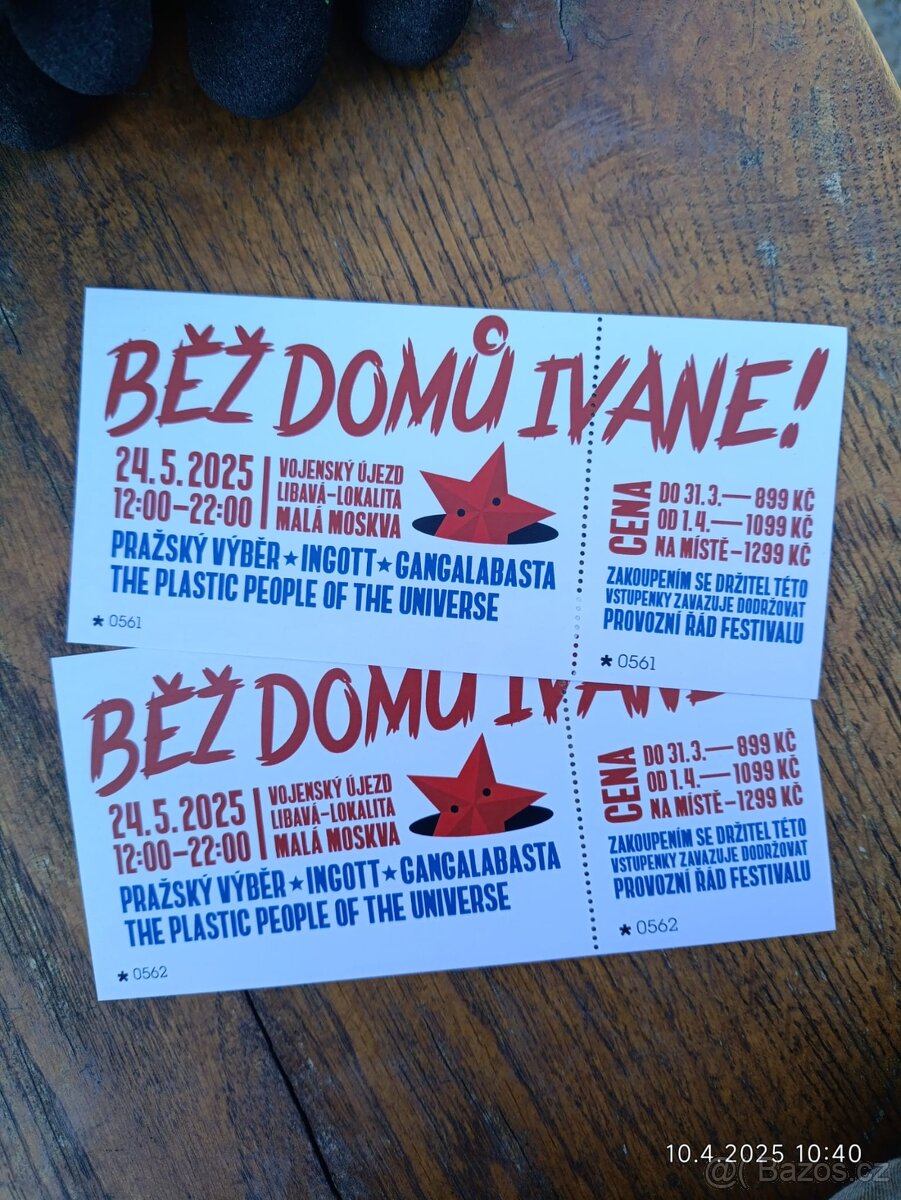 BĚŽ DOMŮ IVANE!
24.5.2025
12:00–22:00
VOJENSKÝ ÚJEZD
LIBAVÁ-LOKALITA
MALÁ MOSKVA
PRAŽSKÝ VÝBĚR ★ INGOTT ★ GANGALABASTA
THE PLASTIC PEOPLE OF THE UNIVERSE
* 0561
CENA
DO 31.3.—899 KČ
OD 1.4.—1099 KČ
NA MÍSTĚ–1299 KČ
ZAKOUPENÍM SE DRŽITEL TÉTO
VSTUPENKY ZAVAZUJE DODRŽOVAT
PROVOZNÍ ŘÁD FESTIVALU
* 0561
BĚŽ DOMŮ IVANE
24.5.2025
12:00–22:00
VOJENSKÝ ÚJEZD
LIBAVÁ-LOKALITA
MALÁ MOSKVA
PRAŽSKÝ VÝBĚR ★ INGOTT ★ GANGALABASTA
THE PLASTIC PEOPLE OF THE UNIVERSE
* 0562
CENA
DO 31.3.—899 KČ
OD 1.4.—1099 KČ
NA MÍSTĚ–1299 KČ
ZAKOUPENÍM SE DRŽITEL TÉTO
VSTUPENKY ZAVAZUJE DODRŽOVAT
PROVOZNÍ ŘÁD FESTIVALU
* 0562
10.4.2025 10:40
@( Bazos.cz